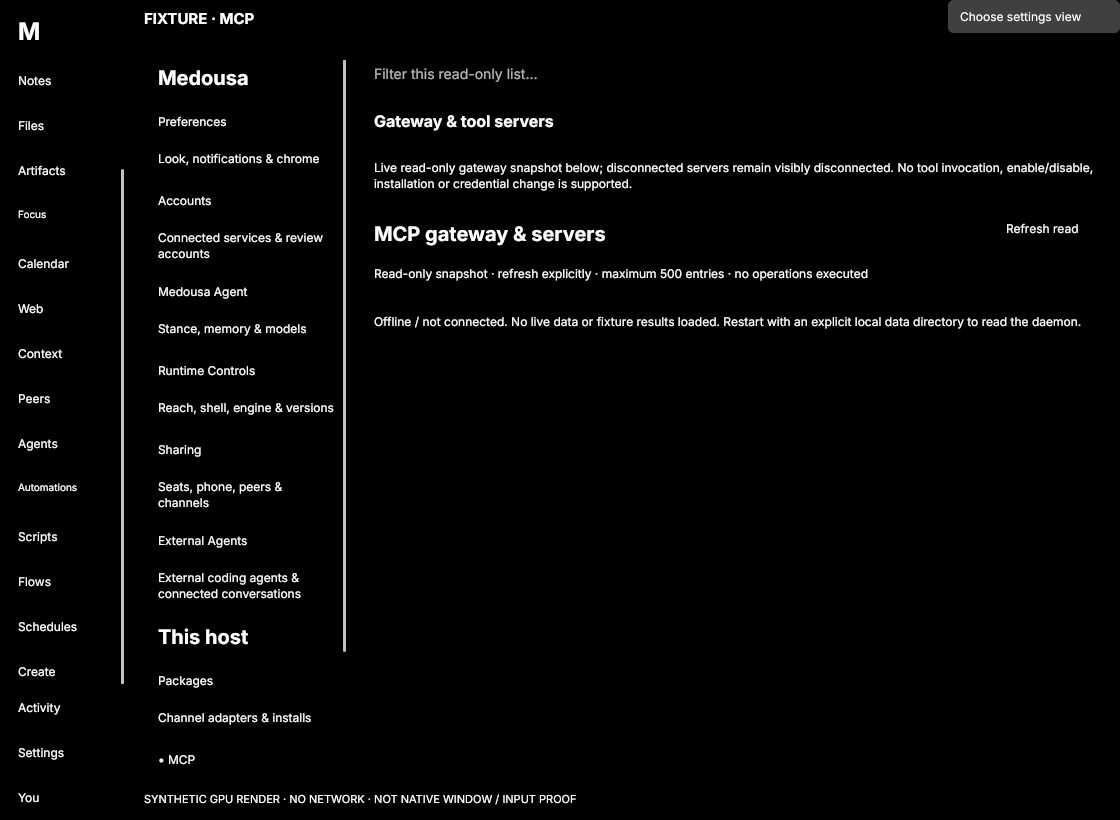 M
Notes
Files
Artifacts
Focus
Calendar
Web
Context
Peers
Agents
Automations
Scripts
Flows
Schedules
Create
Activity
Settings
You
FIXTURE · MCP
Choose settings view
Medousa
Preferences
Look, notifications & chrome
Accounts
Connected services & review
accounts
Medousa Agent
Stance, memory & models
Runtime Controls
Reach, shell, engine & versions
Sharing
Seats, phone, peers &
channels
External Agents
External coding agents &
connected conversations
This host
Packages
Channel adapters & installs
• MCP
Filter this read-only list...
Gateway & tool servers
Live read-only gateway snapshot below; disconnected servers remain visibly disconnected. No tool invocation, enable/disable,
installation or credential change is supported.
MCP gateway & servers
Refresh read
Read-only snapshot · refresh explicitly · maximum 500 entries · no operations executed
Offline / not connected. No live data or fixture results loaded. Restart with an explicit local data directory to read the daemon.
SYNTHETIC GPU RENDER · NO NETWORK · NOT NATIVE WINDOW / INPUT PROOF